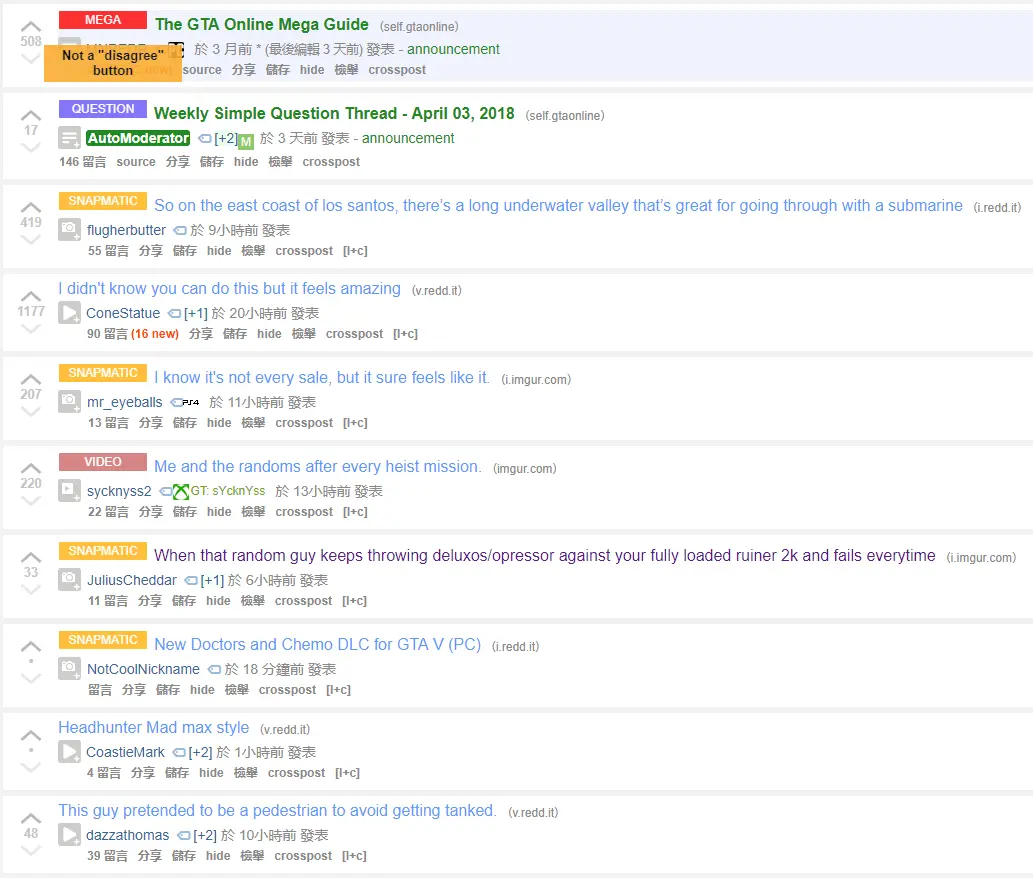 MEGA The GTA Online Mega Guide (self.gtaonline)
508
於 3 月前 * (最後編輯 3 天前) 發表 - announcement
Not a "disagree" button
source 分享 儲存 hide 檢舉 crosspost
QUESTION Weekly Simple Question Thread - April 03, 2018 (self.gtaonline)
17
AutoModerator [+2] M 於 3 天前 發表 - announcement
146 留言 source 分享 儲存 hide 檢舉 crosspost
SNAPMATIC So on the east coast of los santos, there's a long underwater valley that's great for going through with a submarine (i.redd.it)
419
flugherbutter 於 9小時前 發表
55 留言 分享 儲存 hide 檢舉 crosspost [l+c]
I didn't know you can do this but it feels amazing (v.redd.it)
1177
ConeStatue [+1] 於 20小時前 發表
90 留言 (16 new) 分享 儲存 hide 檢舉 crosspost [l+c]
SNAPMATIC I know it's not every sale, but it sure feels like it. (i.imgur.com)
207
mr_eyeballs PS4 於 11小時前 發表
13 留言 分享 儲存 hide 檢舉 crosspost [l+c]
VIDEO Me and the randoms after every heist mission. (imgur.com)
220
sycknyss2 GT: sYcknYss 於 13小時前 發表
22 留言 分享 儲存 hide 檢舉 crosspost [l+c]
SNAPMATIC When that random guy keeps throwing deluxos/opressor against your fully loaded ruiner 2k and fails everytime (i.imgur.com)
33
JuliusCheddar [+1] 於 6小時前 發表
11 留言 分享 儲存 hide 檢舉 crosspost [l+c]
SNAPMATIC New Doctors and Chemo DLC for GTA V (PC) (i.redd.it)
•
NotCoolNickname 於 18 分鐘前 發表
留言 分享 儲存 hide 檢舉 crosspost [l+c]
Headhunter Mad max style (v.redd.it)
•
CoastieMark [+2] 於 1小時前 發表
4 留言 分享 儲存 hide 檢舉 crosspost [l+c]
This guy pretended to be a pedestrian to avoid getting tanked. (v.redd.it)
48
dazzathomas [+2] 於 10小時前 發表
39 留言 分享 儲存 hide 檢舉 crosspost [l+c]